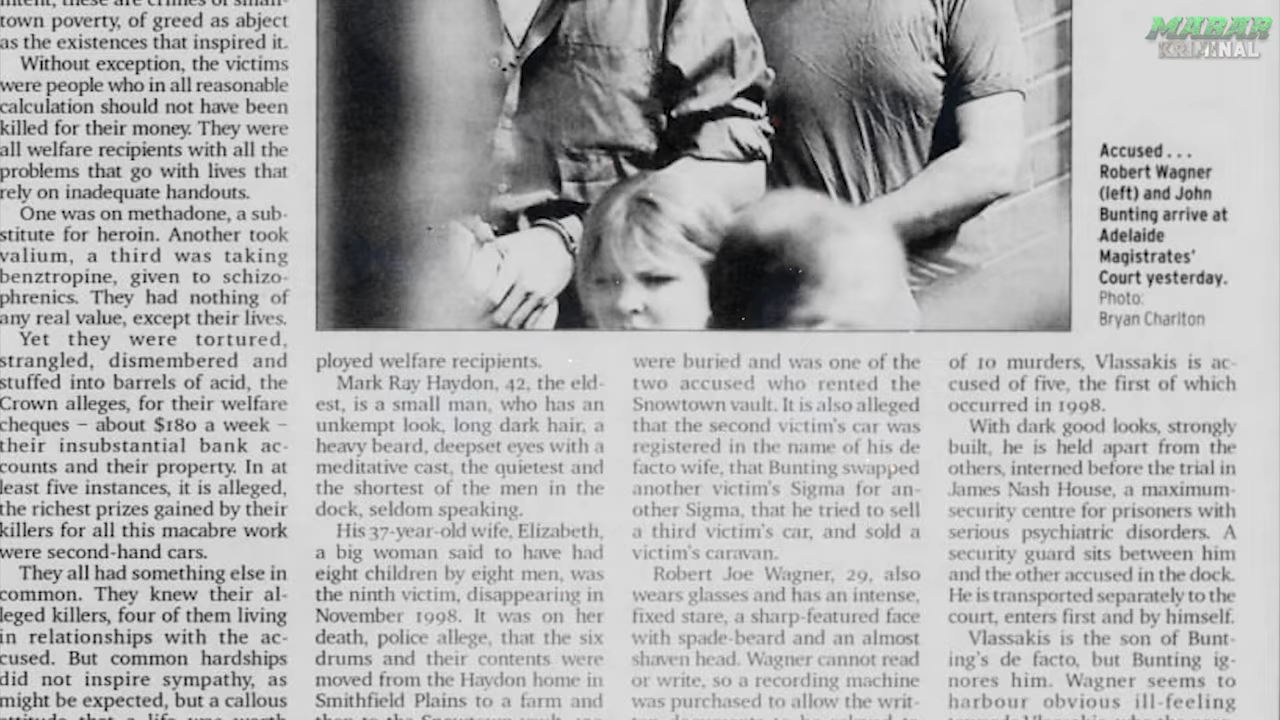 intent, these are crimes of small-
town poverty, of greed as abject
as the existences that inspired it.
Without exception, the victims
were people who in all reasonable
calculation should not have been
killed for their money. They were
all welfare recipients with all the
problems that go with lives that
rely on inadequate handouts.
One was on methadone, a sub-
stitute for heroin. Another took
valium, a third was taking
benztropine, given to schizo-
phrenics. They had nothing of
any real value, except their lives.
Yet they were tortured,
strangled, dismembered and
stuffed into barrels of acid, the
Crown alleges, for their welfare
cheques – about $180 a week –
their insubstantial bank ac-
counts and their property. In at
least five instances, it is alleged,
the richest prizes gained by their
killers for all this macabre work
were second-hand cars.
They all had something else in
common. They knew their al-
leged killers, four of them living
in relationships with the ac-
cused. But common hardships
did not inspire sympathy, as
might be expected, but a callous
ployed welfare recipients.
Mark Ray Haydon, 42, the eld-
est, is a small man, who has an
unkempt look, long dark hair, a
heavy beard, deepset eyes with a
meditative cast, the quietest and
the shortest of the men in the
dock, seldom speaking.
His 37-year-old wife, Elizabeth,
a big woman said to have had
eight children by eight men, was
the ninth victim, disappearing in
November 1998. It was on her
death, police allege, that the six
drums and their contents were
moved from the Haydon home in
Smithfield Plains to a farm and
were buried and was one of the
two accused who rented the
Snowtown vault. It is also alleged
that the second victim's car was
registered in the name of his de
facto wife, that Bunting swapped
another victim's Sigma for an-
other Sigma, that he tried to sell
a third victim's car, and sold a
victim's caravan.
Robert Joe Wagner, 29, also
wears glasses and has an intense,
fixed stare, a sharp-featured face
with spade-beard and an almost
shaven head. Wagner cannot read
or write, so a recording machine
was purchased to allow the writ-
of 10 murders, Vlassakis is ac-
cused of five, the first of which
occurred in 1998.
With dark good looks, strongly
built, he is held apart from the
others, interned before the trial in
James Nash House, a maximum-
security centre for prisoners with
serious psychiatric disorders. A
security guard sits between him
and the other accused in the dock.
He is transported separately to the
court, enters first and by himself.
Vlassakis is the son of Bunt-
ing's de facto, but Bunting ig-
nores him. Wagner seems to
harbour obvious ill-feeling
Accused . . .
Robert Wagner
(left) and John
Bunting arrive at
Adelaide
Magistrates'
Court yesterday.
Photo:
Bryan Charlton
MABAR
KRIMINAL